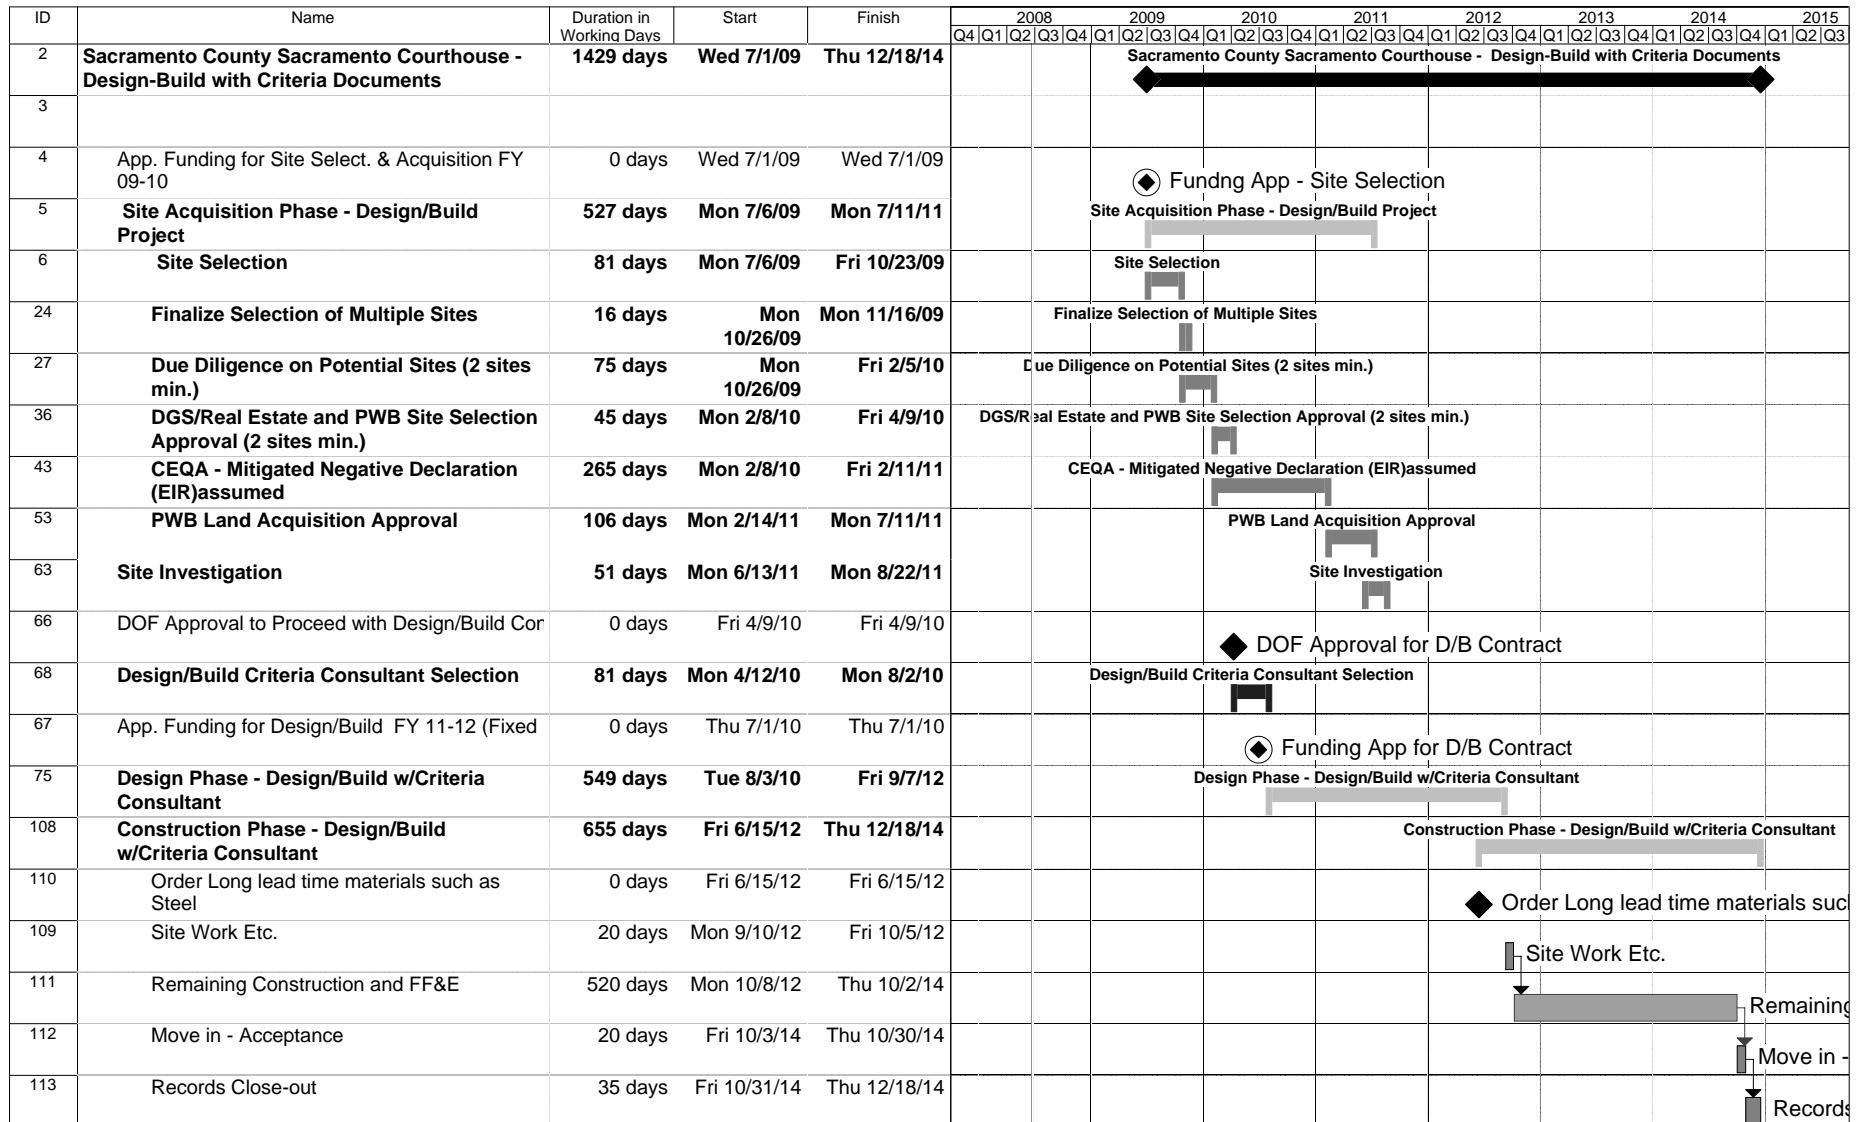 ID Name Duration in Working Days Start Finish 2008 2009 2010 2011 2012 2013 2014 2015
Q4 Q1 Q2 Q3 Q4 Q1 Q2 Q3 Q4 Q1 Q2 Q3 Q4 Q1 Q2 Q3 Q4 Q1 Q2 Q3 Q4 Q1 Q2 Q3 Q4 Q1 Q2 Q3 Q4 Q1 Q2 Q3
2 Sacramento County Sacramento Courthouse - 1429 days Wed 7/1/09 Thu 12/18/14 Sacramento County Sacramento Courthouse - Design-Build with Criteria Documents
Design-Build with Criteria Documents
3
4 App. Funding for Site Select. & Acquisition FY 0 days Wed 7/1/09 Wed 7/1/09
09-10 Fundng App - Site Selection
5 Site Acquisition Phase - Design/Build 527 days Mon 7/6/09 Mon 7/11/11 Site Acquisition Phase - Design/Build Project
Project
6 Site Selection 81 days Mon 7/6/09 Fri 10/23/09 Site Selection
24 Finalize Selection of Multiple Sites 16 days Mon Mon 11/16/09 Finalize Selection of Multiple Sites
10/26/09
27 Due Diligence on Potential Sites (2 sites 75 days Mon Fri 2/5/10 Due Diligence on Potential Sites (2 sites min.)
min.) 10/26/09
36 DGS/Real Estate and PWB Site Selection 45 days Mon 2/8/10 Fri 4/9/10 DGS/Real Estate and PWB Site Selection Approval (2 sites min.)
Approval (2 sites min.)
43 CEQA - Mitigated Negative Declaration 265 days Mon 2/8/10 Fri 2/11/11 CEQA - Mitigated Negative Declaration (EIR)assumed
(EIR)assumed
53 PWB Land Acquisition Approval 106 days Mon 2/14/11 Mon 7/11/11 PWB Land Acquisition Approval
63 Site Investigation 51 days Mon 6/13/11 Mon 8/22/11 Site Investigation
66 DOF Approval to Proceed with Design/Build Con 0 days Fri 4/9/10 Fri 4/9/10
DOF Approval for D/B Contract
68 Design/Build Criteria Consultant Selection 81 days Mon 4/12/10 Mon 8/2/10 Design/Build Criteria Consultant Selection
67 App. Funding for Design/Build FY 11-12 (Fixed 0 days Thu 7/1/10 Thu 7/1/10
Funding App for D/B Contract
75 Design Phase - Design/Build w/Criteria 549 days Tue 8/3/10 Fri 9/7/12 Design Phase - Design/Build w/Criteria Consultant
Consultant
108 Construction Phase - Design/Build 655 days Fri 6/15/12 Thu 12/18/14 Construction Phase - Design/Build w/Criteria Consultant
w/Criteria Consultant
110 Order Long lead time materials such as 0 days Fri 6/15/12 Fri 6/15/12
Steel Order Long lead time materials suc
109 Site Work Etc. 20 days Mon 9/10/12 Fri 10/5/12
Site Work Etc.
111 Remaining Construction and FF&E 520 days Mon 10/8/12 Thu 10/2/14
Remaining
112 Move in - Acceptance 20 days Fri 10/3/14 Thu 10/30/14
Move in -
113 Records Close-out 35 days Fri 10/31/14 Thu 12/18/14
Records